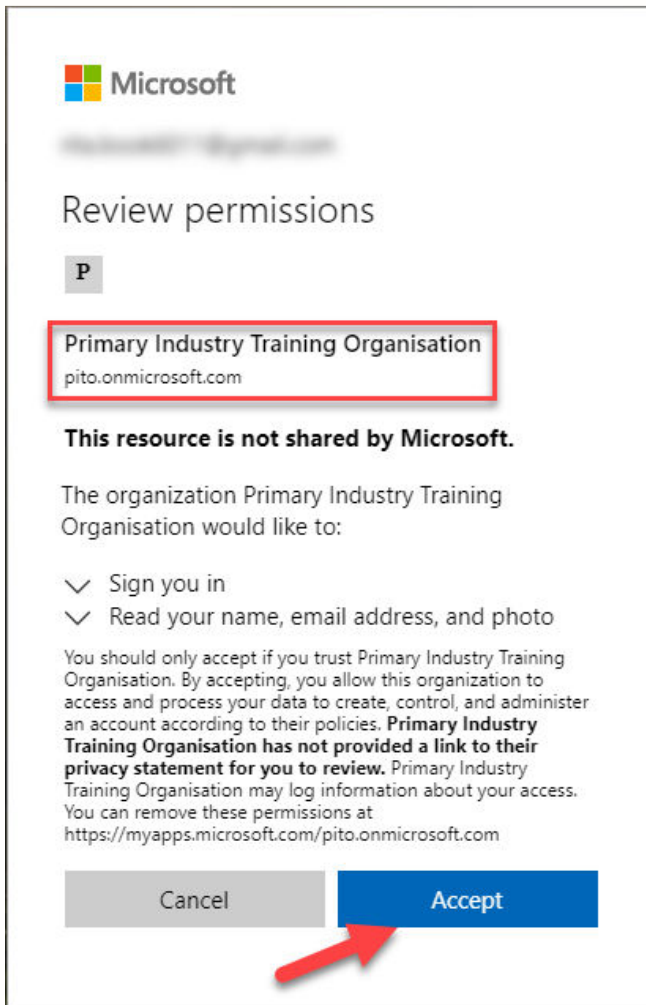 Microsoft
Review permissions
P
Primary Industry Training Organisation
pito.onmicrosoft.com
This resource is not shared by Microsoft.
The organization Primary Industry Training
Organisation would like to:
Sign you in
Read your name, email address, and photo
You should only accept if you trust Primary Industry Training
Organisation. By accepting, you allow this organization to
access and process your data to create, control, and administer
an account according to their policies. Primary Industry
Training Organisation has not provided a link to their
privacy statement for you to review. Primary Industry
Training Organisation may log information about your access.
You can remove these permissions at
https://myapps.microsoft.com/pito.onmicrosoft.com
Cancel
Accept